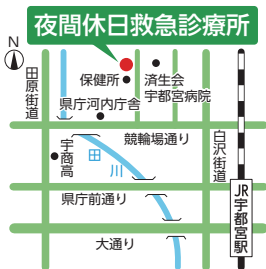 夜間休日救急診療所
N
田原街道
保健所
済生会
宇都宮病院
県庁河内庁舎
競輪場通り
白沢街道
宇商高
田川
県庁前通り
JR宇都宮駅
大通り